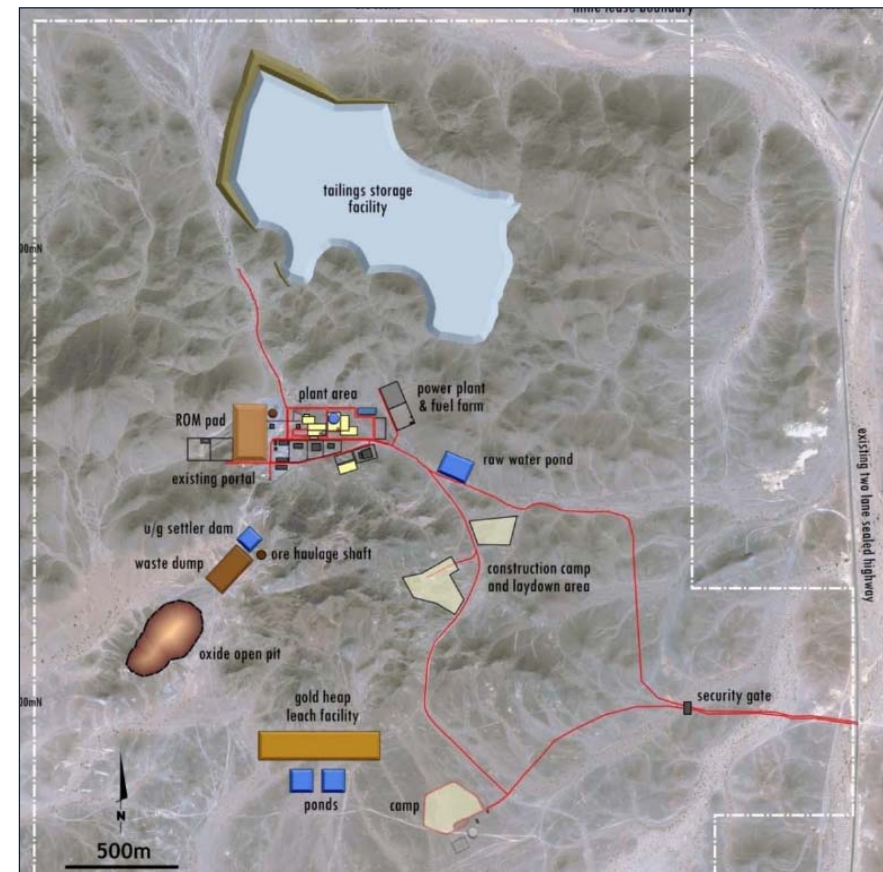 mine lease boundary
tailings storage
facility
plant area
power plant
& fuel farm
ROM pad
raw water pond
existing portal
existing two lane sealed highway
u/g settler dam
ore haulage shaft
waste dump
construction camp
and laydown area
oxide open pit
security gate
gold heap
leach facility
ponds
camp
N
500m